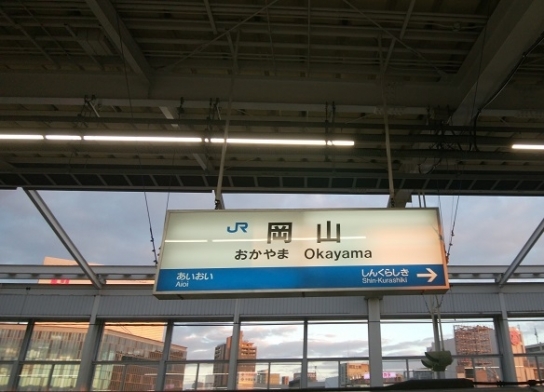 JR 岡山
おかやま Okayama
あいおい しんくらしき
Aioi Shin-Kurashiki →